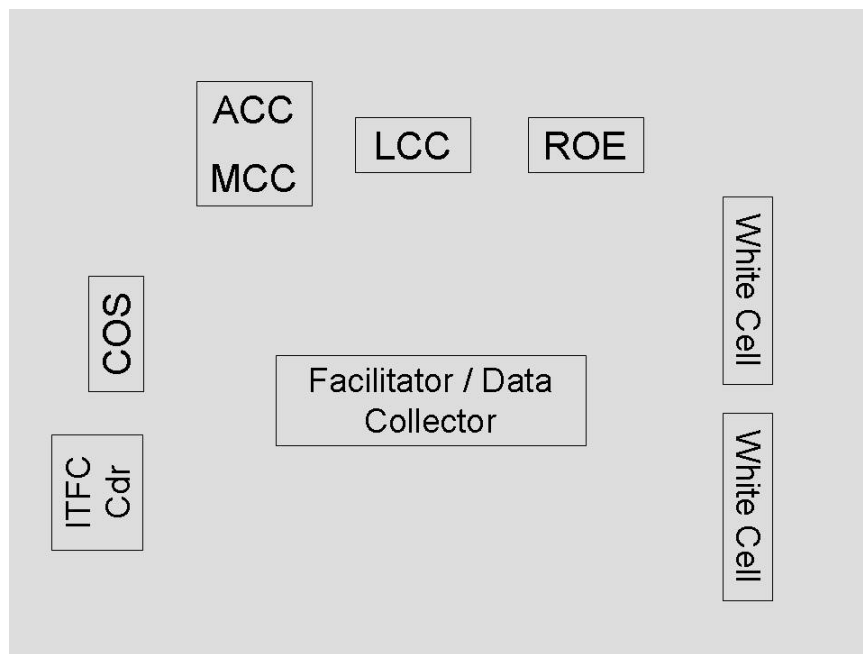 ACC
MCC
LCC
ROE
White Cell
COS
Facilitator / Data
Collector
ITFC
Cdr
White Cell